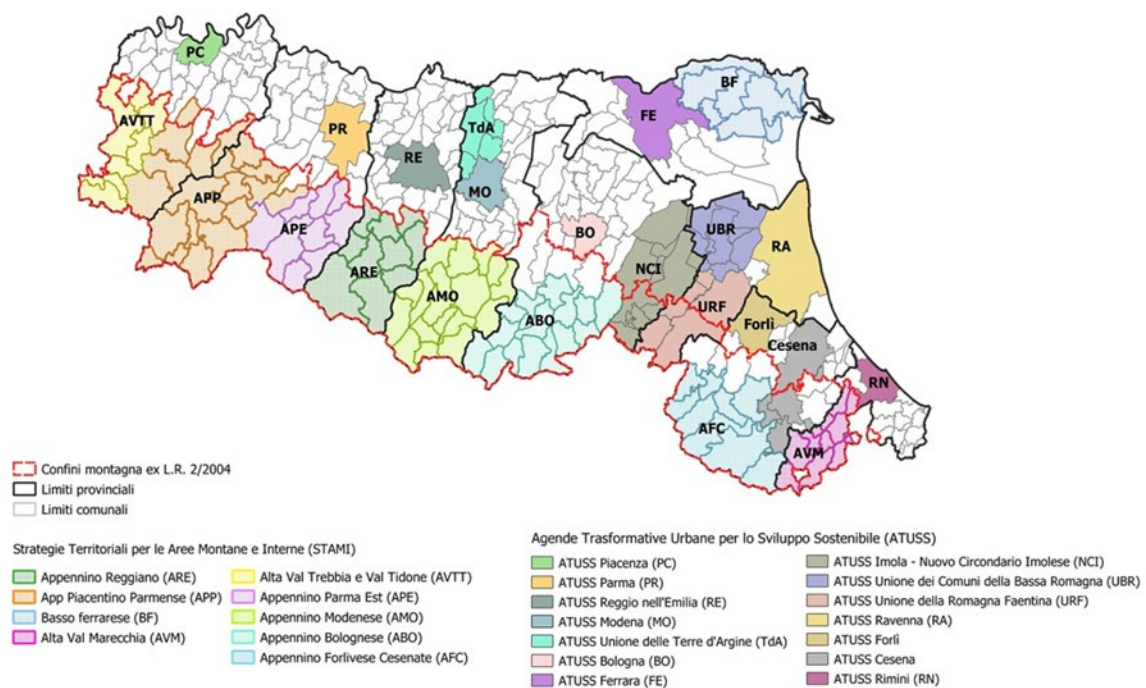 PC
BF
AVTT
FE
PR
TdA
RE
MO
APP
UBR
APE
BO
RA
NCI
ARE
AMO
URF
ABO
Forlì
Cesena
RN
AFC
AVM
Confini montagna ex L.R. 2/2004
Limiti provinciali
Limiti comunali
Strategie Territoriali per le Aree Montane e Interne (STAMI)
Appennino Reggiano (ARE)
App Piacentino Parmense (APP)
Basso ferrarese (BF)
Alta Val Marecchia (AVM)
Alta Val Trebbia e Val Tidone (AVTT)
Appennino Parma Est (APE)
Appennino Modenese (AMO)
Appennino Bolognese (ABO)
Appennino Forlivese Cesenate (AFC)
Agende Trasformative Urbane per lo Sviluppo Sostenibile (ATUSS)
ATUSS Piacenza (PC)
ATUSS Parma (PR)
ATUSS Reggio nell'Emilia (RE)
ATUSS Modena (MO)
ATUSS Unione delle Terre d'Argine (TdA)
ATUSS Bologna (BO)
ATUSS Ferrara (FE)
ATUSS Imola - Nuovo Circondario Imolese (NCI)
ATUSS Unione dei Comuni della Bassa Romagna (UBR)
ATUSS Unione della Romagna Faentina (URF)
ATUSS Ravenna (RA)
ATUSS Forlì
ATUSS Cesena
ATUSS Rimini (RN)